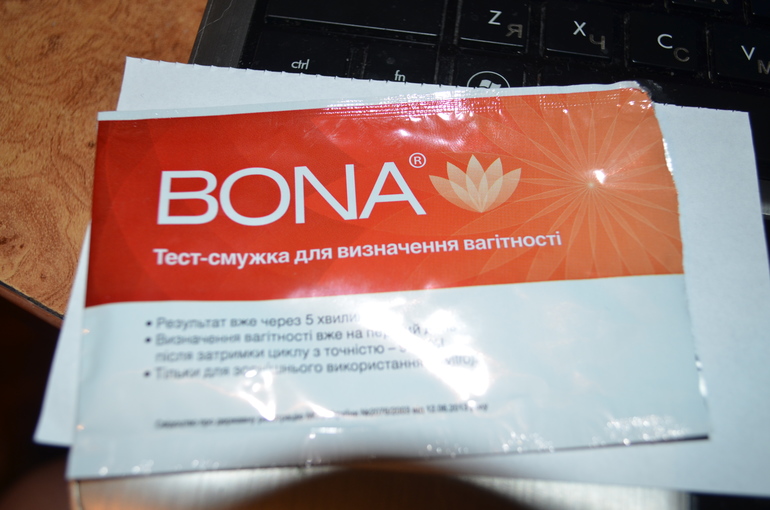 Z Я
X Ч
C С
V М
ctrl
fn
BONA®
Тест-смужка для визначення вагітності
• Результат вже через 5
• Визначення вагітності вже на
після затримки циклу з точністю –
• Тільки для використання